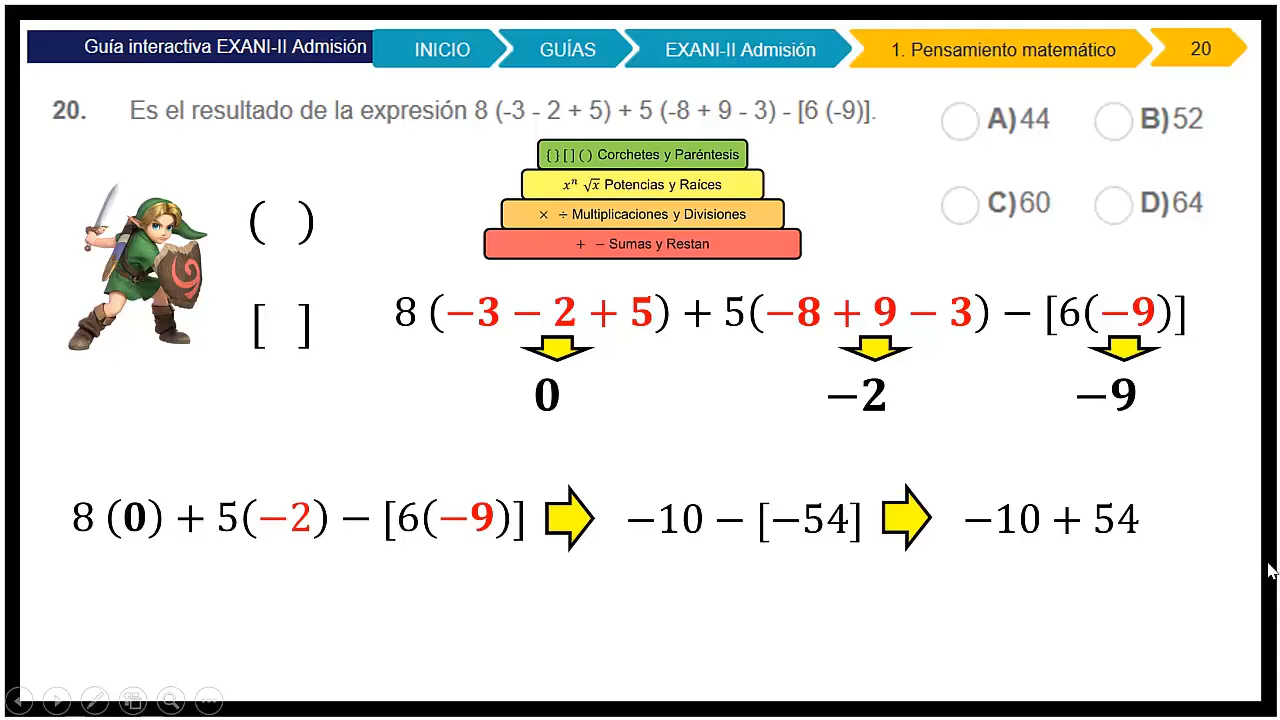 Guía interactiva EXANI-II Admisión INICIO GUÍAS EXANI-II Admisión 1. Pensamiento matemático 20
20. Es el resultado de la expresión 8 (-3 - 2 + 5) + 5 (-8 + 9 - 3) - [6 (-9)].
A) 44 B) 52
C) 60 D) 64
{ } [ ] ( ) Corchetes y Paréntesis
xⁿ √x Potencias y Raíces
× ÷ Multiplicaciones y Divisiones
+ − Sumas y Restan
( )
[ ]
8 (−3 − 2 + 5) + 5(−8 + 9 − 3) − [6(−9)]
0 −2 −9
8 (0) + 5(−2) − [6(−9)] −10 − [−54] −10 + 54